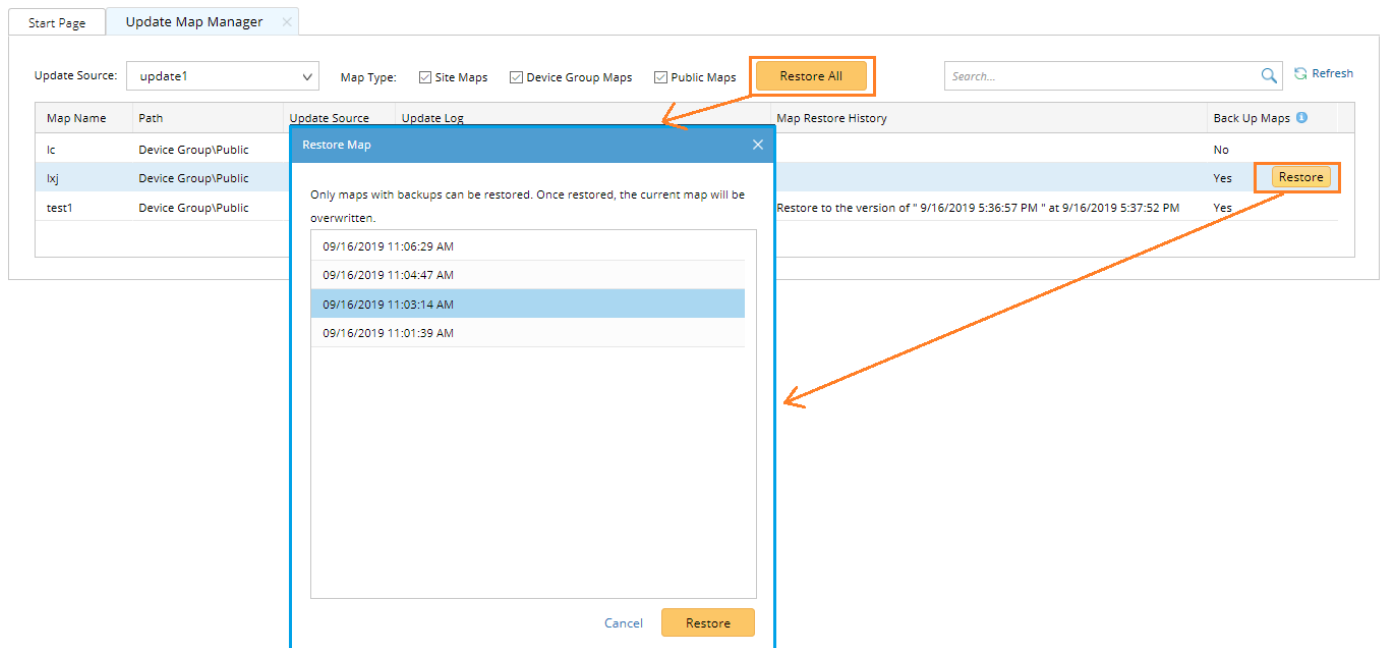 Start Page
Update Map Manager
Update Source: update1 Map Type: Site Maps Device Group Maps Public Maps Restore All Search... Refresh
Map Name Path Update Source Update Log Map Restore History Back Up Maps
lc Device Group\Public No
lxj Device Group\Public Yes Restore
test1 Device Group\Public Restore to the version of " 9/16/2019 5:36:57 PM " at 9/16/2019 5:37:52 PM Yes
Restore Map
Only maps with backups can be restored. Once restored, the current map will be
overwritten.
09/16/2019 11:06:29 AM
09/16/2019 11:04:47 AM
09/16/2019 11:03:14 AM
09/16/2019 11:01:39 AM
Cancel Restore